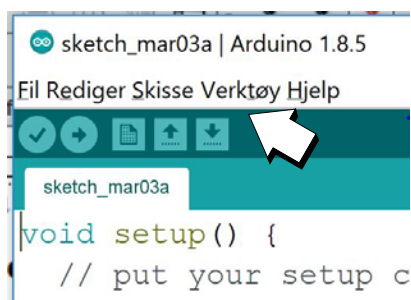 sketch_mar03a | Arduino 1.8.5
Fil Rediger Skisse Verktøy Hjelp
sketch_mar03a
void setup() {
// put your setup c